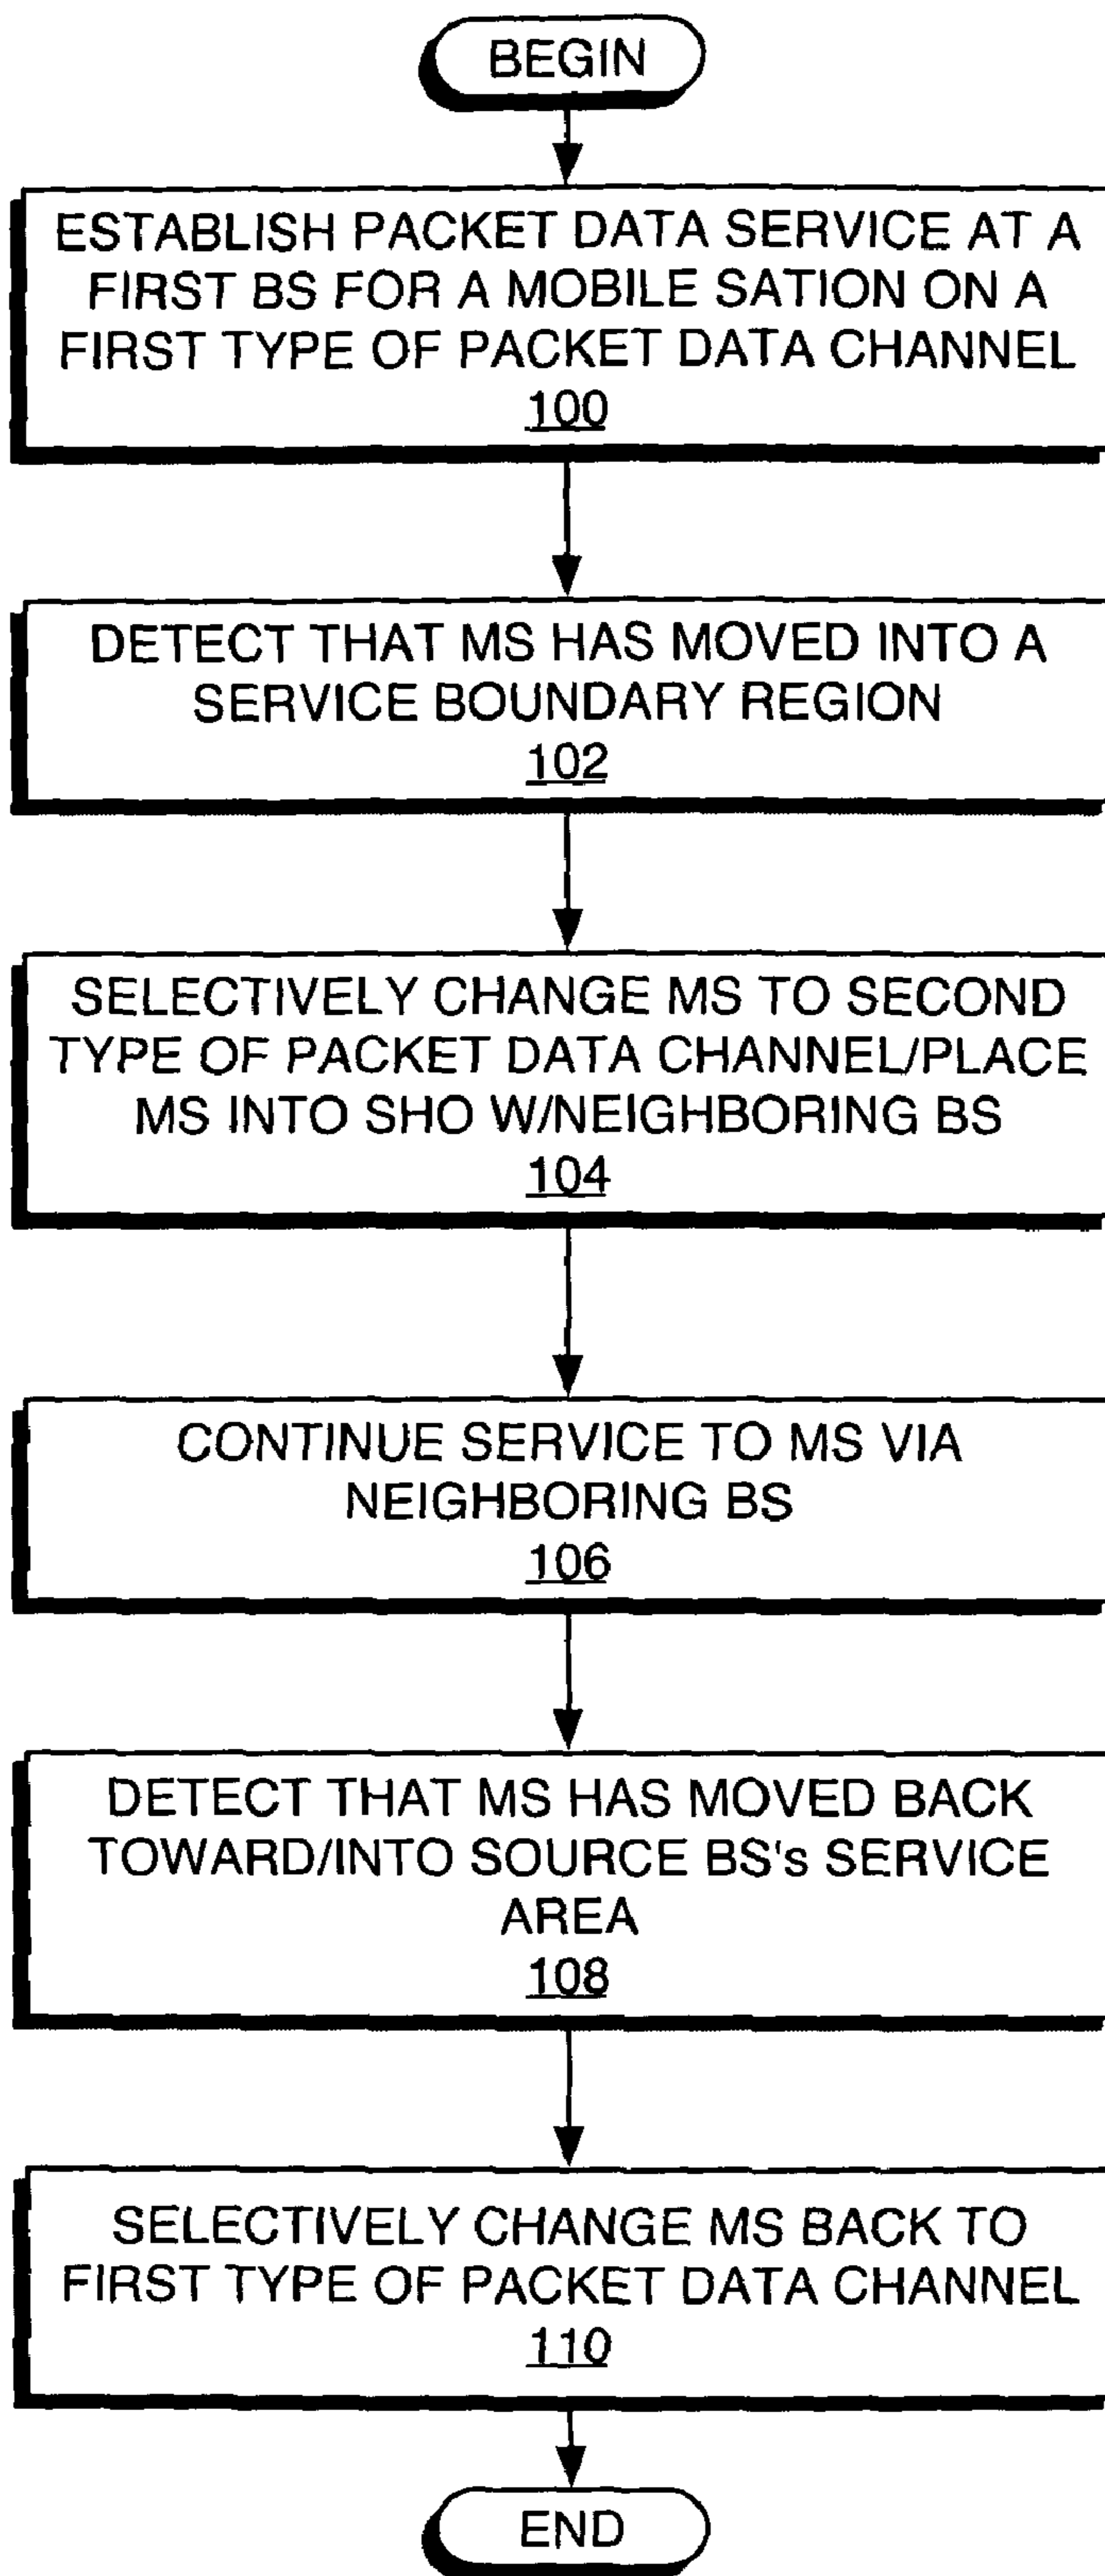 BEGIN
ESTABLISH PACKET DATA SERVICE AT A
FIRST BS FOR A MOBILE SATION ON A
FIRST TYPE OF PACKET DATA CHANNEL
100
DETECT THAT MS HAS MOVED INTO A
SERVICE BOUNDARY REGION
102
SELECTIVELY CHANGE MS TO SECOND
TYPE OF PACKET DATA CHANNEL/PLACE
MS INTO SHO W/NEIGHBORING BS
104
CONTINUE SERVICE TO MS VIA
NEIGHBORING BS
106
DETECT THAT MS HAS MOVED BACK
TOWARD/INTO SOURCE BS's SERVICE
AREA
108
SELECTIVELY CHANGE MS BACK TO
FIRST TYPE OF PACKET DATA CHANNEL
110
END